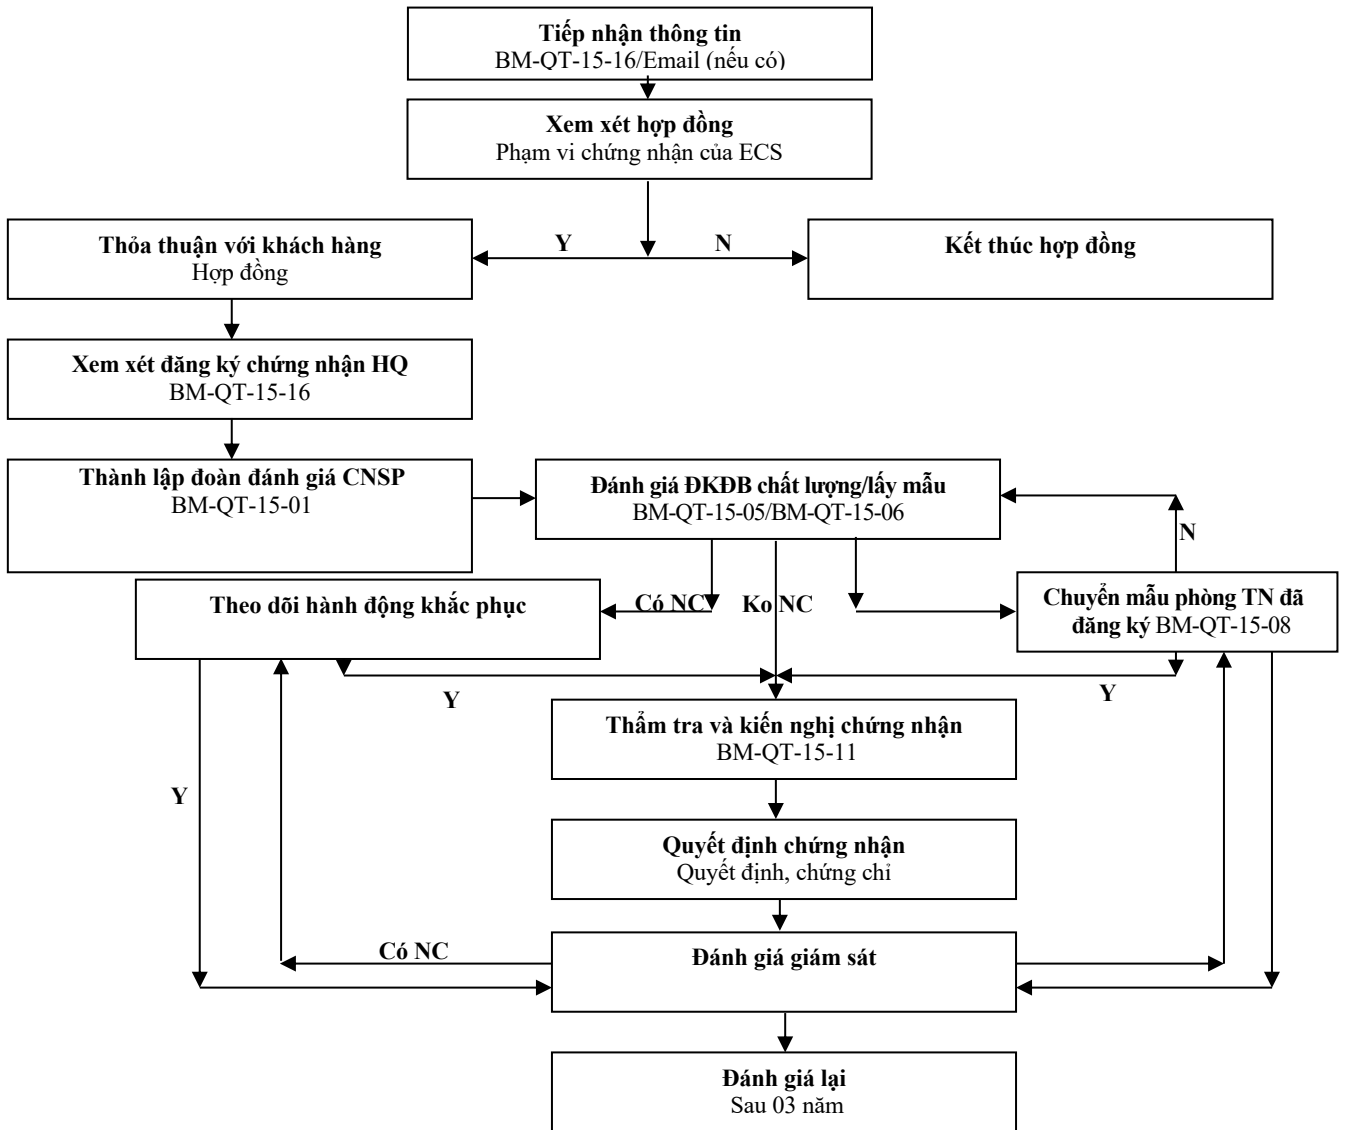 Tiếp nhận thông tin
BM-QT-15-16/Email (nếu có)
Xem xét hợp đồng
Phạm vi chứng nhận của ECS
Thỏa thuận với khách hàng
Hợp đồng
Y
N
Kết thúc hợp đồng
Xem xét đăng ký chứng nhận HQ
BM-QT-15-16
Thành lập đoàn đánh giá CNSP
BM-QT-15-01
Đánh giá ĐKĐB chất lượng/lấy mẫu
BM-QT-15-05/BM-QT-15-06
N
Theo dõi hành động khắc phục
Có NC
Ko NC
Chuyển mẫu phòng TN đã
đăng ký BM-QT-15-08
Y
Y
Thẩm tra và kiến nghị chứng nhận
BM-QT-15-11
Y
Quyết định chứng nhận
Quyết định, chứng chỉ
Có NC
Đánh giá giám sát
Đánh giá lại
Sau 03 năm